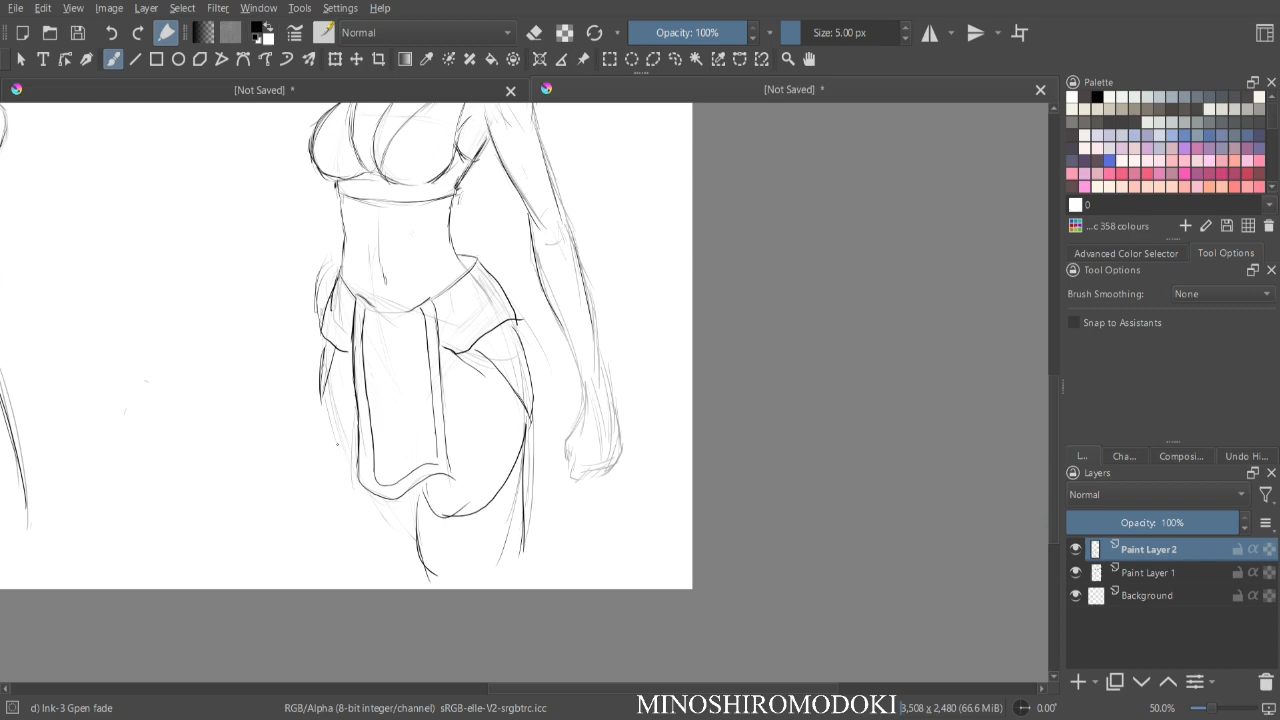 File Edit View Image Layer Select Filter Window Tools Settings Help
Normal Opacity: 100% Size: 5.00 px
[Not Saved] * [Not Saved] *
Palette
0
...c 358 colours
Advanced Color Selector Tool Options
Tool Options
Brush Smoothing: None
Snap to Assistants
L... Cha... Composi... Undo Hi...
Layers
Normal
Opacity: 100%
Paint Layer 2
Paint Layer 1
Background
d) Ink-3 Gpen fade RGB/Alpha (8-bit integer/channel) sRGB-elle-V2-srgbtrc.icc MINOSHIROMODOKI 3,508 x 2,480 (66.6 MiB) 0.00° 50.0%